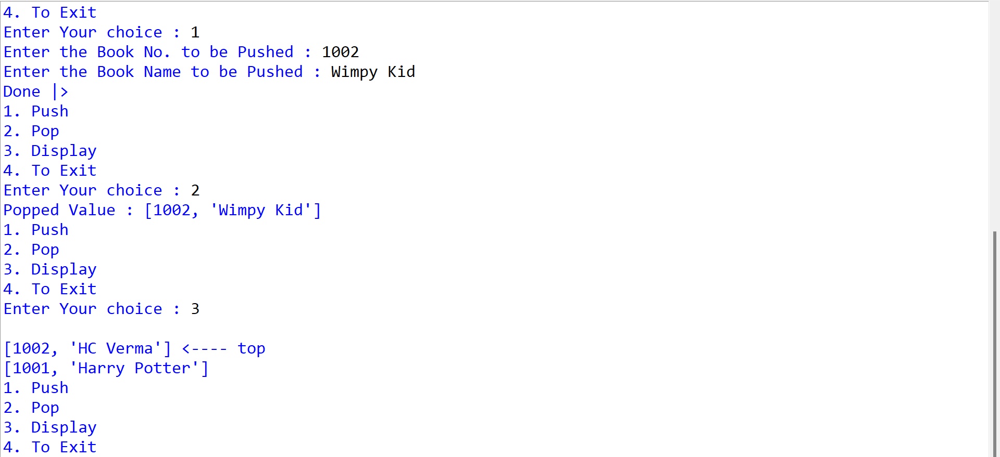 4. To Exit
Enter Your choice : 1
Enter the Book No. to be Pushed : 1002
Enter the Book Name to be Pushed : Wimpy Kid
Done |>
1. Push
2. Pop
3. Display
4. To Exit
Enter Your choice : 2
Popped Value : [1002, 'Wimpy Kid']
1. Push
2. Pop
3. Display
4. To Exit
Enter Your choice : 3
[1002, 'HC Verma'] <---- top
[1001, 'Harry Potter']
1. Push
2. Pop
3. Display
4. To Exit